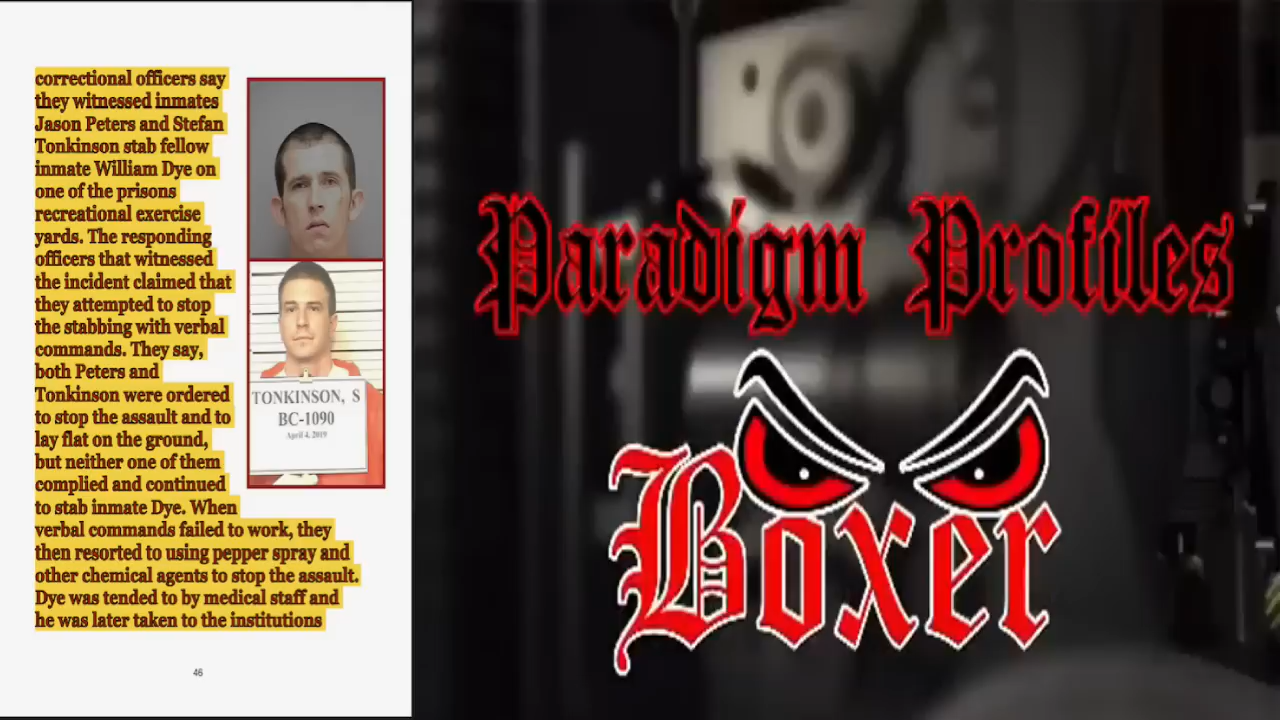 correctional officers say
they witnessed inmates
Jason Peters and Stefan
Tonkinson stab fellow
inmate William Dye on
one of the prisons
recreational exercise
yards. The responding
officers that witnessed
the incident claimed that
they attempted to stop
the stabbing with verbal
commands. They say,
both Peters and
Tonkinson were ordered
to stop the assault and to
lay flat on the ground,
but neither one of them
complied and continued
to stab inmate Dye. When
verbal commands failed to work, they
then resorted to using pepper spray and
other chemical agents to stop the assault.
Dye was tended to by medical staff and
he was later taken to the institutions
46
TONKINSON, S
BC-1090
April 4, 2019
Paradigm Profiles
Boxer